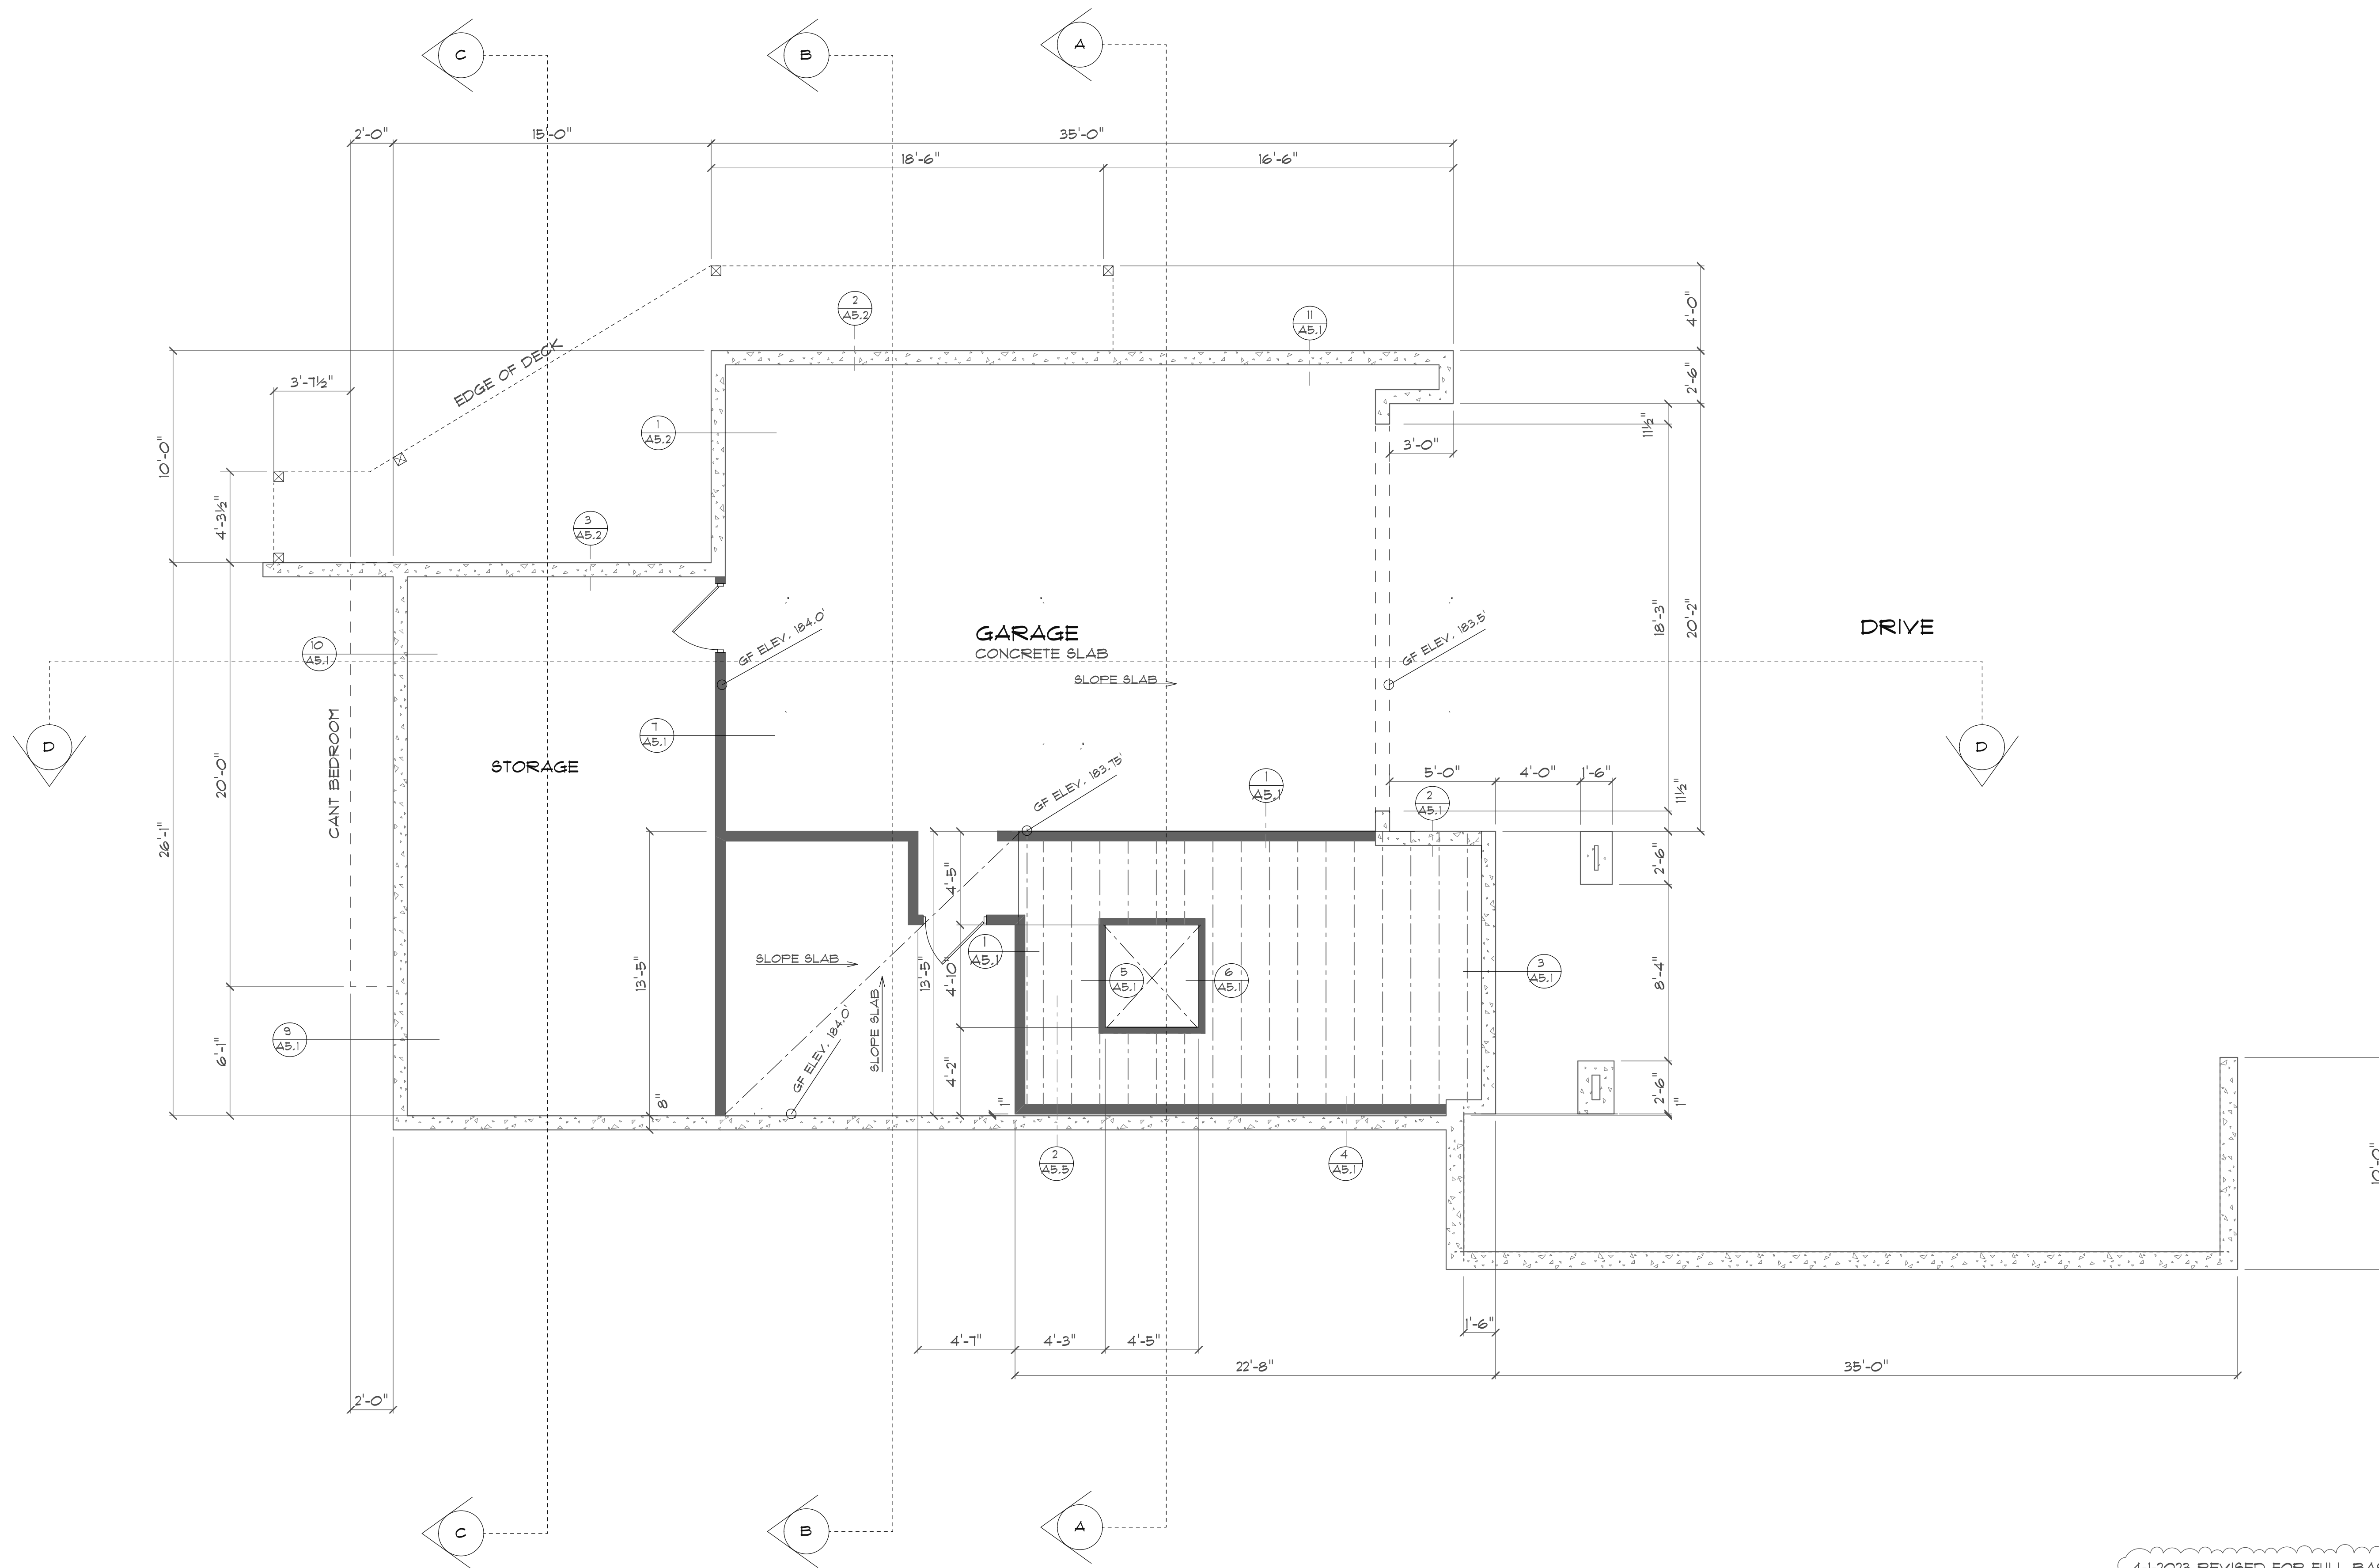 C
B
A
2'-0"
15'-0"
35'-0"
18'-6"
16'-6"
2
A5.2
11
A5.1
4'-0"
2'-6"
EDGE OF DECK
3'-7½"
1
A5.2
11½"
3'-0"
10'-0"
4'-3½"
3
A5.2
GF ELEV. 184.0'
GARAGE
CONCRETE SLAB
SLOPE SLAB
GF ELEV. 183.5'
18'-3"
20'-2"
DRIVE
10
A5.1
D
D
7
A5.1
STORAGE
CANT BEDROOM
20'-0"
26'-1"
GF ELEV. 183.75'
1
A5.1
2
A5.1
5'-0"
4'-0"
1'-6"
11½"
2'-6"
4'-5"
13'-5"
13'-5"
4'-10"
4'-2"
1"
SLOPE SLAB
SLOPE SLAB
GF ELEV. 184.0'
1
A5.1
5
A5.1
6
A5.1
3
A5.1
8'-4"
2'-6"
1"
9
A5.1
6'-1"
8"
2
A5.5
4
A5.1
10'-0"
4'-7"
4'-3"
4'-5"
1'-6"
22'-8"
35'-0"
2'-0"
C
B
A
4.1.2023 REVISED FOR FULL